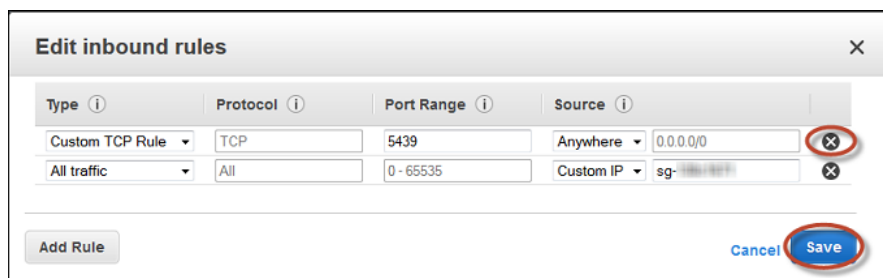 Edit inbound rules
Type Protocol Port Range Source
Custom TCP Rule TCP 5439 Anywhere 0.0.0.0/0
All traffic All 0 - 65535 Custom IP sg-
Add Rule Cancel Save